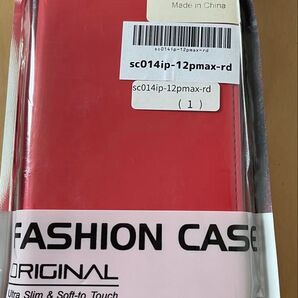 Made in China
sc014ip-12pmax-rd
sc014ip-12pmax-rd
sc014ip-12pmax-rd
(1)
FASHION CASE
ORIGINAL
Ultra Slim & Soft-to Touch